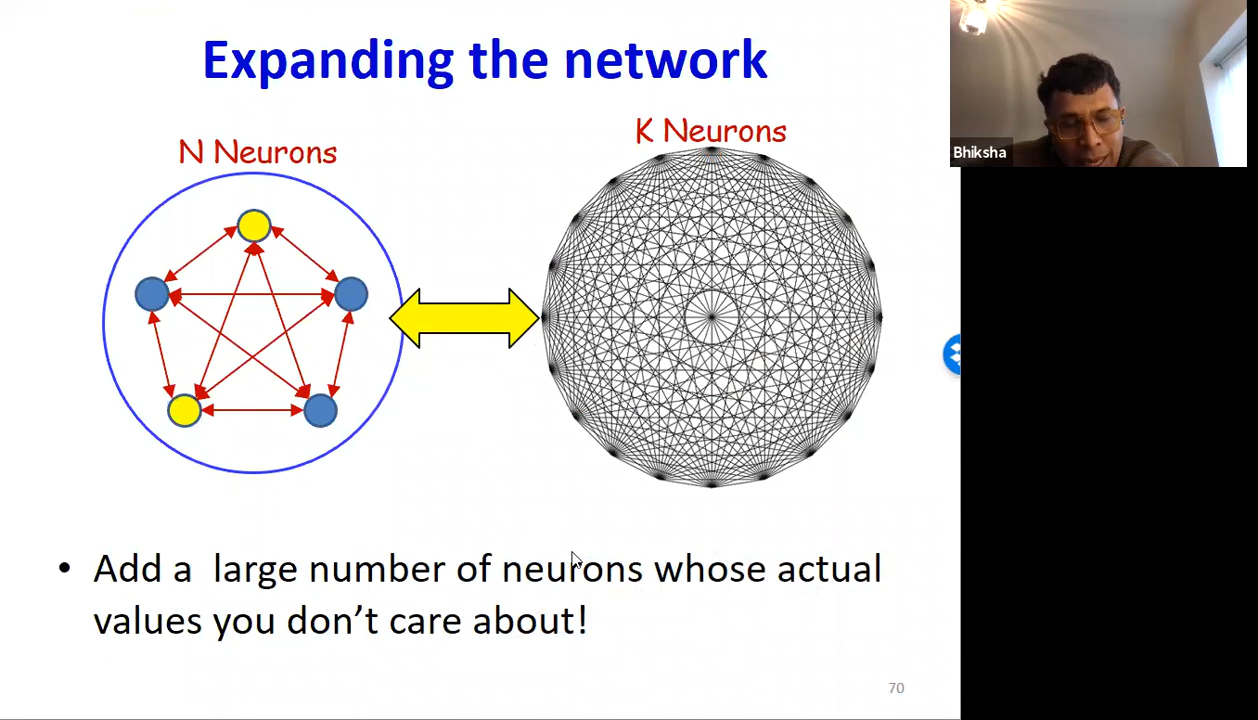 Expanding the network
N Neurons
K Neurons
Bhiksha
• Add a large number of neurons whose actual
values you don't care about!
70